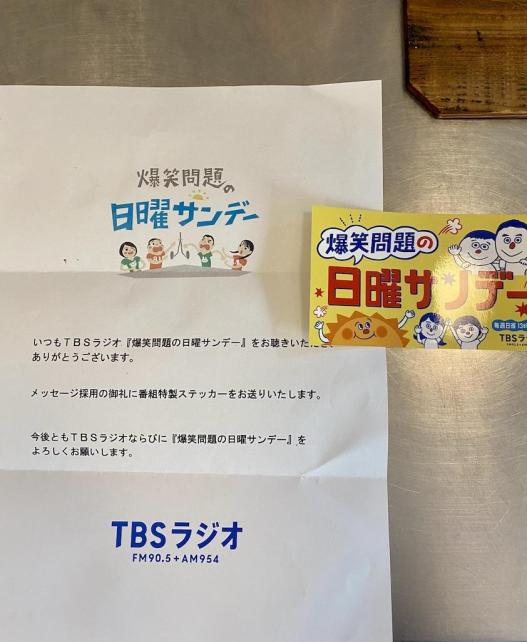 爆笑問題の
日曜サンデー
いつもTBSラジオ『爆笑問題の日曜サンデー』をお聴きいただき、
ありがとうございます。
メッセージ採用の御礼に番組特製ステッカーをお送りいたします。
今後ともTBSラジオならびに『爆笑問題の日曜サンデー』を
よろしくお願いします。
TBSラジオ
FM90.5+AM954
爆笑問題の
日曜サンデー
毎週日曜 13時
TBSラジ